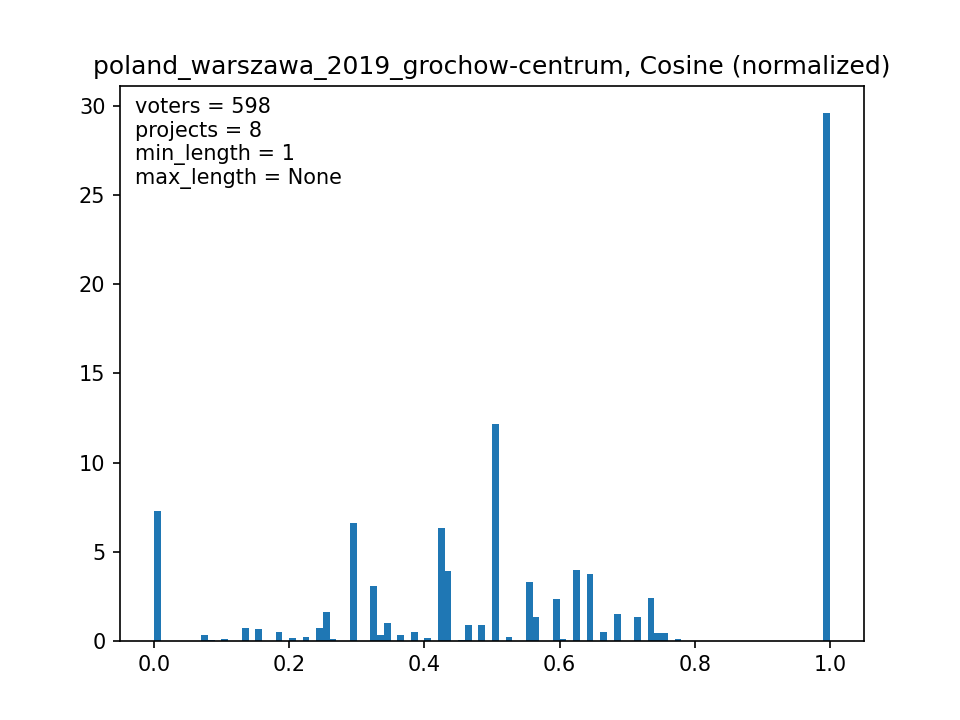 poland_warszawa_2019_grochow-centrum, Cosine (normalized)
voters = 598
projects = 8
min_length = 1
max_length = None
30
25
20
15
10
5
0
0.0 0.2 0.4 0.6 0.8 1.0